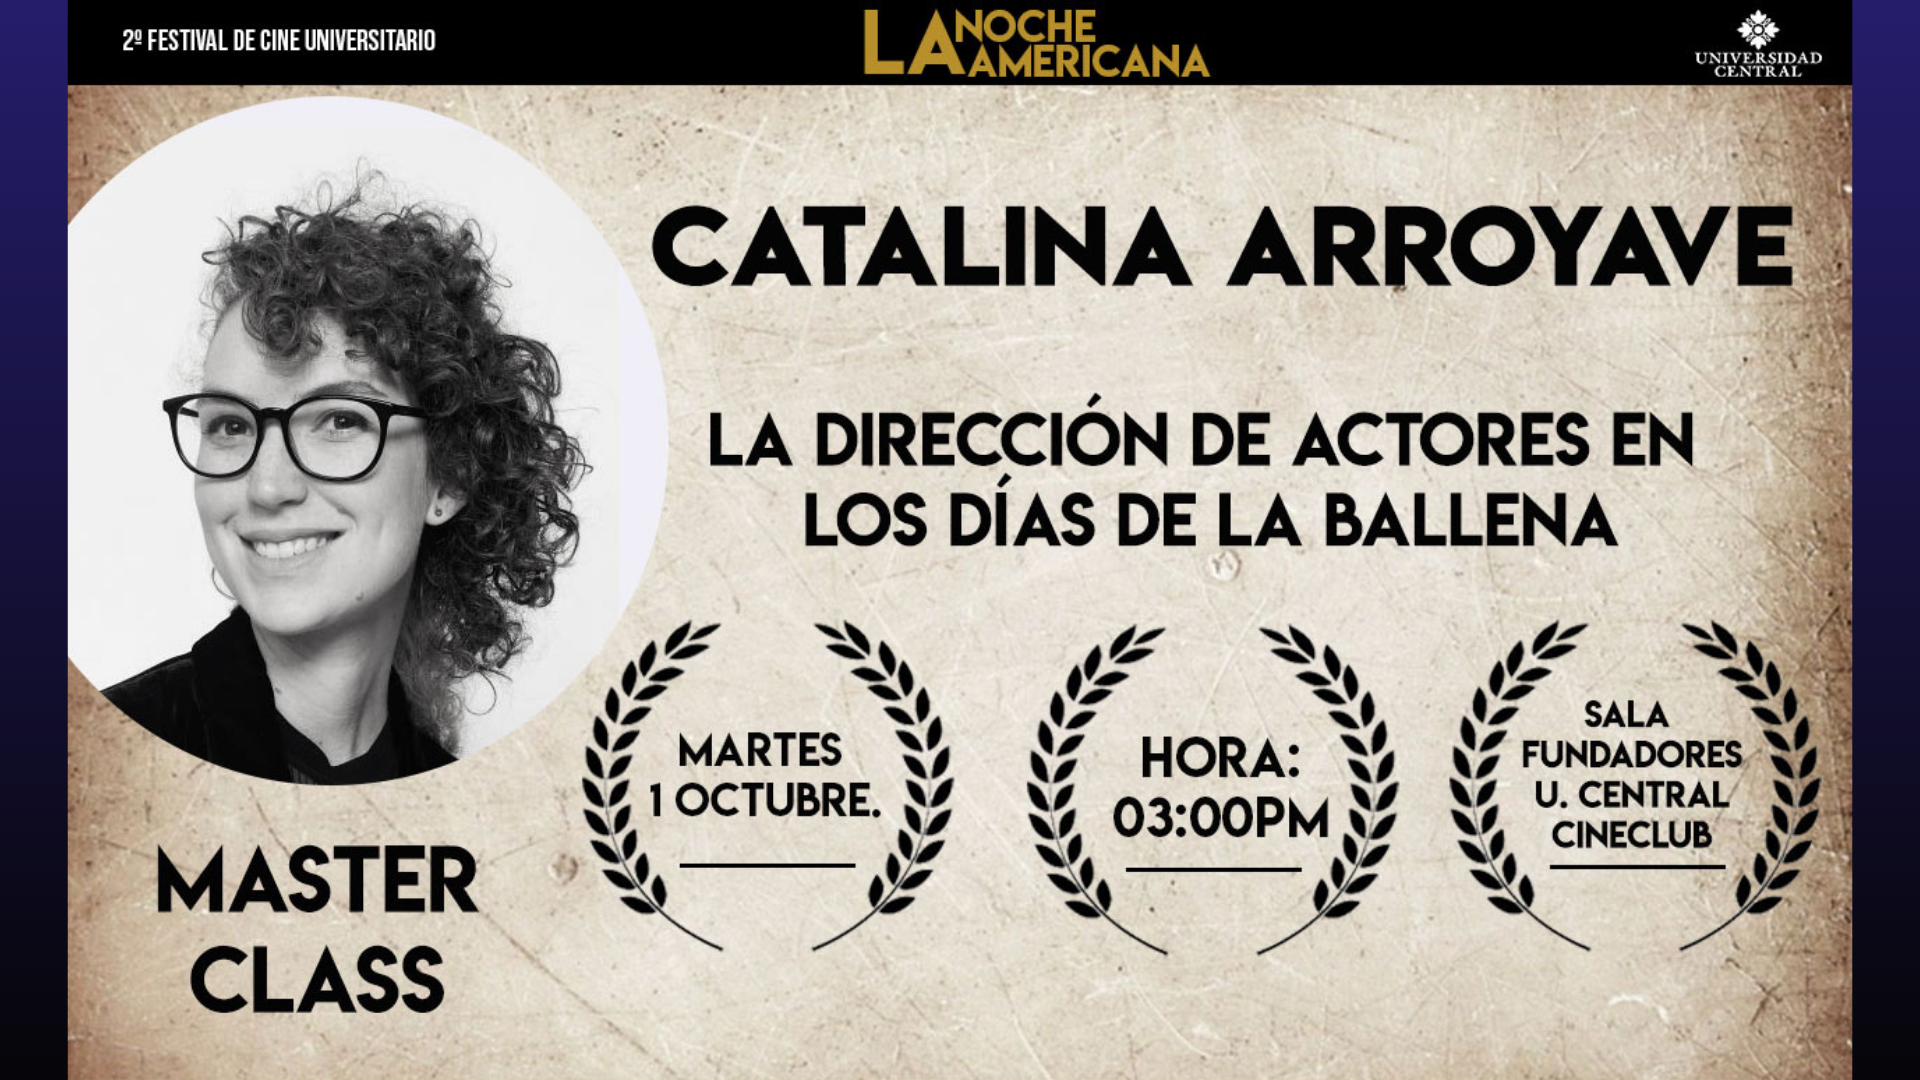 2º FESTIVAL DE CINE UNIVERSITARIO
LA NOCHE
AMERICANA
UNIVERSIDAD
CENTRAL
CATALINA ARROYAVE
LA DIRECCIÓN DE ACTORES EN
LOS DÍAS DE LA BALLENA
MARTES
1 OCTUBRE.
HORA:
03:00PM
SALA
FUNDADORES
U. CENTRAL
CINECLUB
MASTER
CLASS